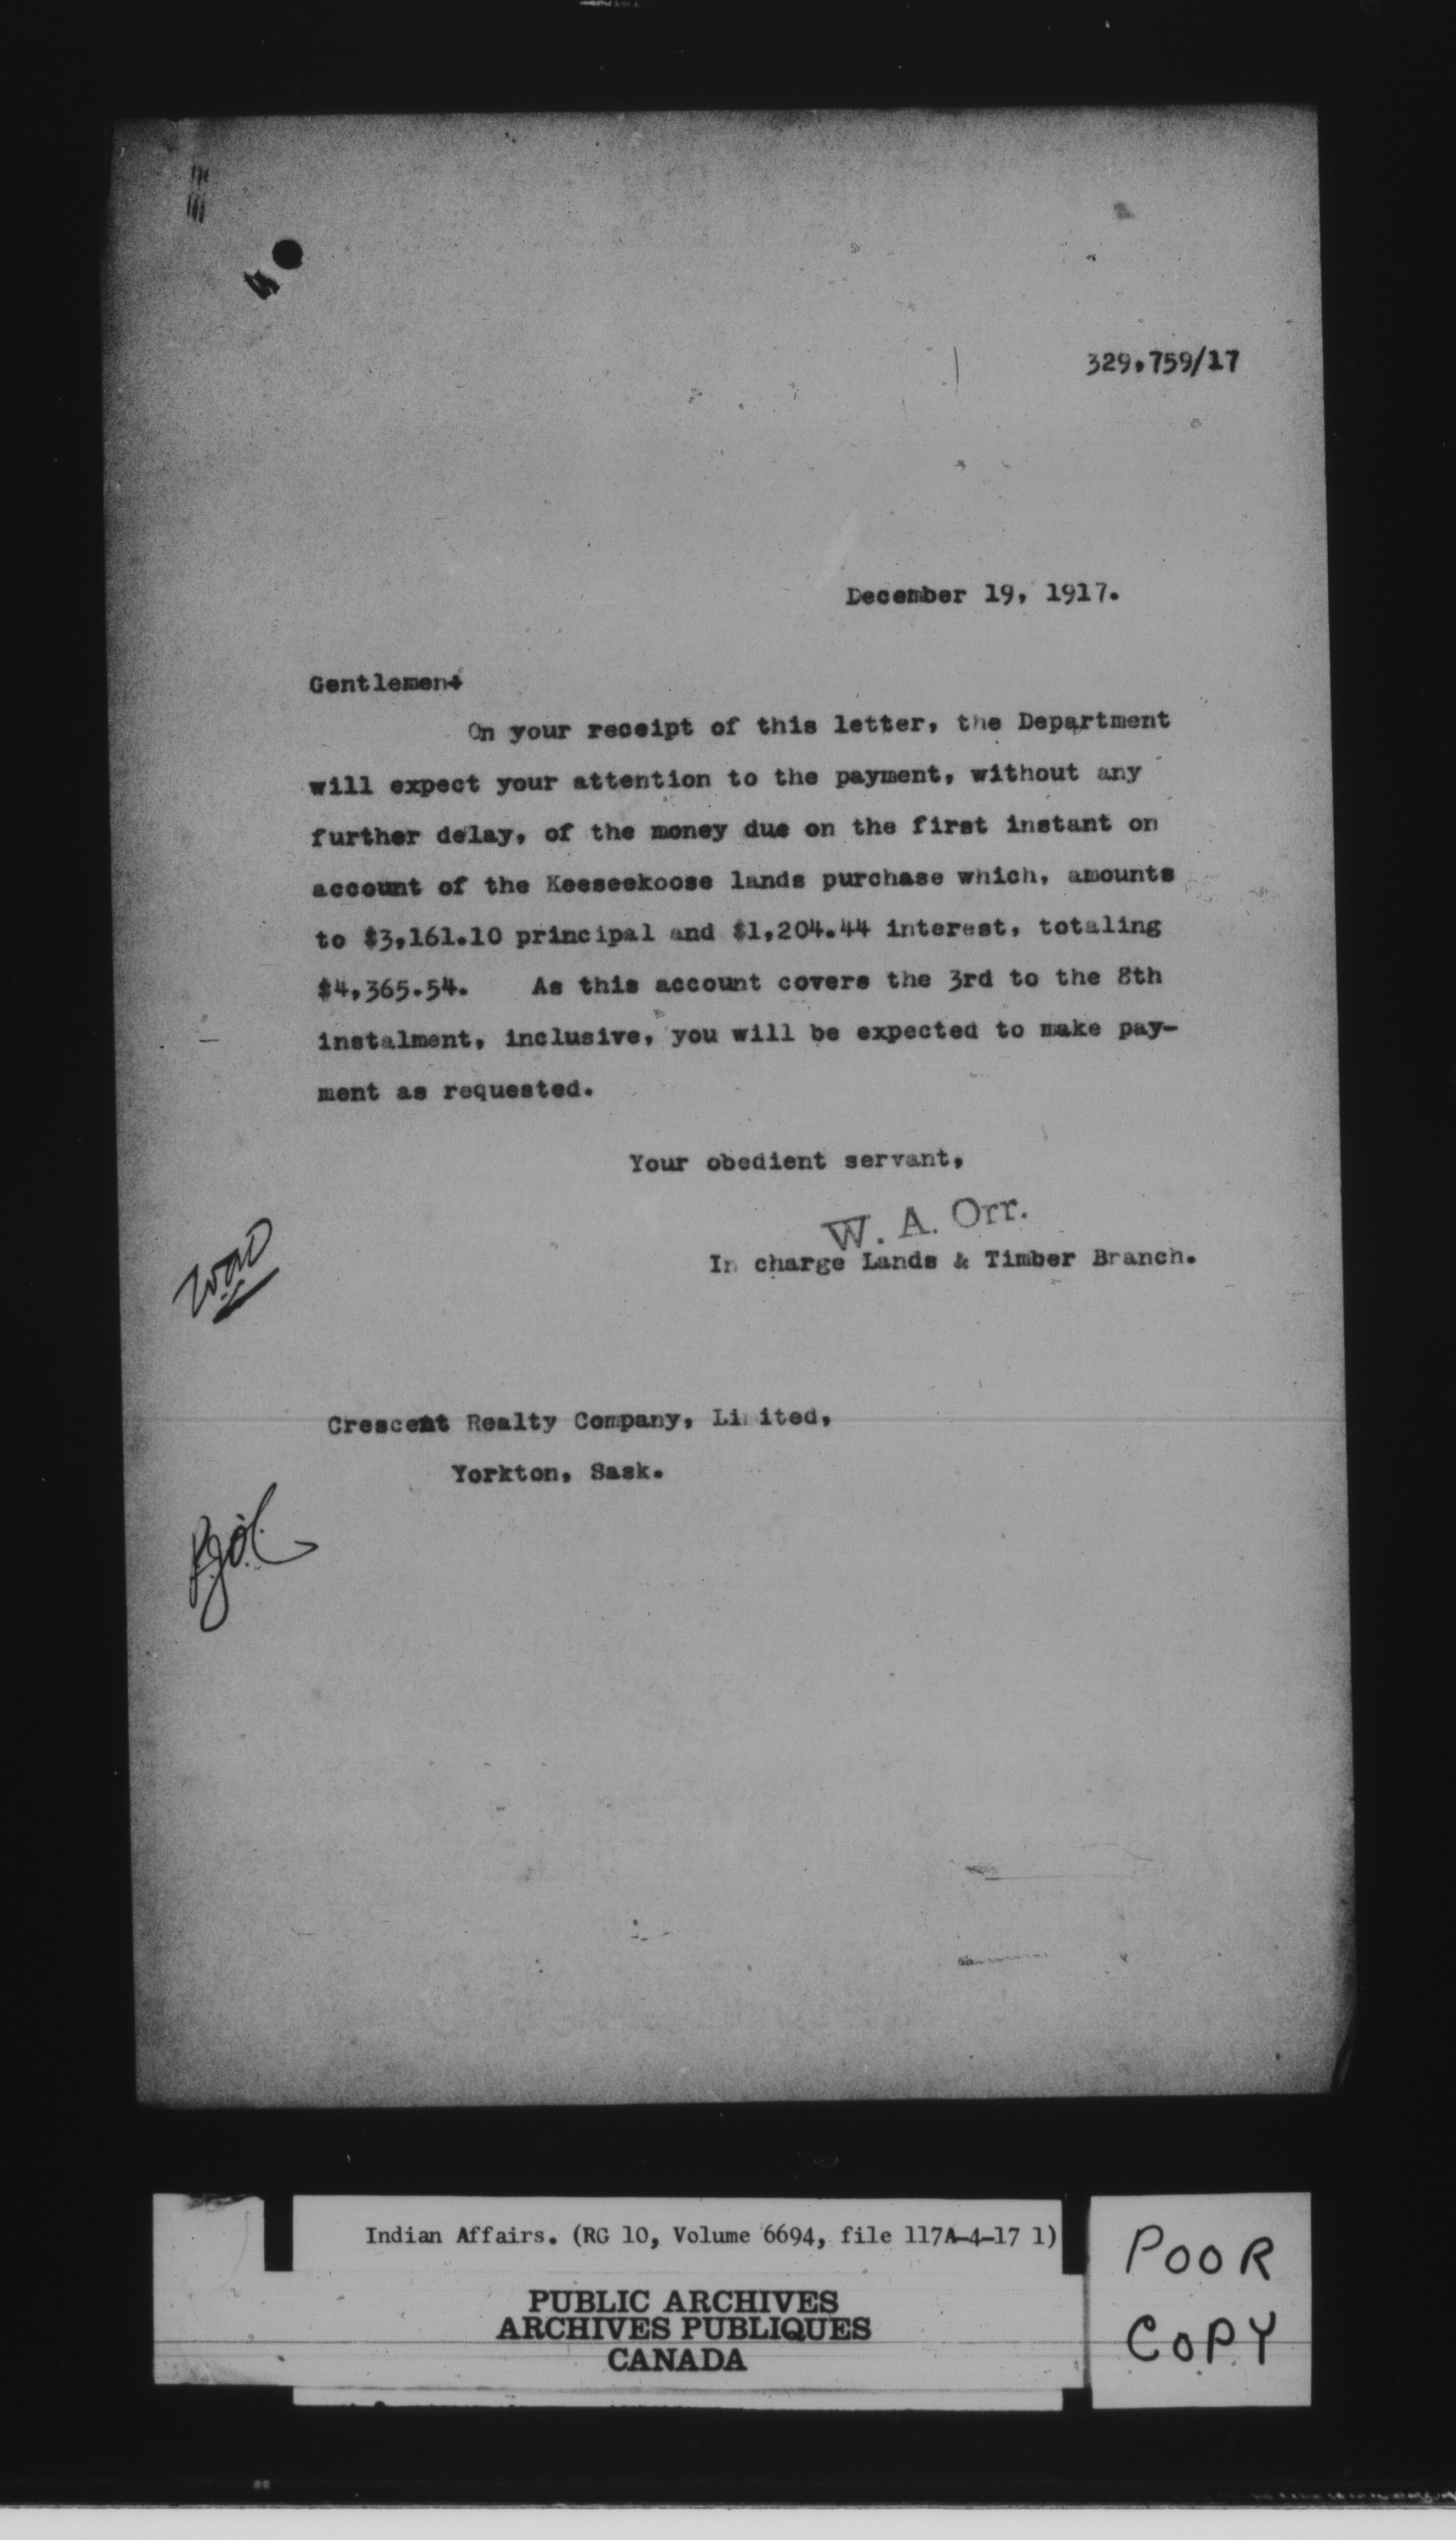 329,759/17
December 19, 1917.
Gentlemen:
On your receipt of this letter, the Department
will expect your attention to the payment, without any
further delay, of the money due on the first instant on
account of the Keeseekoose lands purchase which, amounts
to $3,161.10 principal and $1,204.44 interest, totaling
$4,365.54. As this account covers the 3rd to the 8th
instalment, inclusive, you will be expected to make pay-
ment as requested.
Your obedient servant,
W. A. Orr.
In charge Lands & Timber Branch.
Crescent Realty Company, Limited,
Yorkton, Sask.
Indian Affairs. (RG 10, Volume 6694, file 117A-4-17 1)
PUBLIC ARCHIVES
ARCHIVES PUBLIQUES
CANADA
POOR
COPY